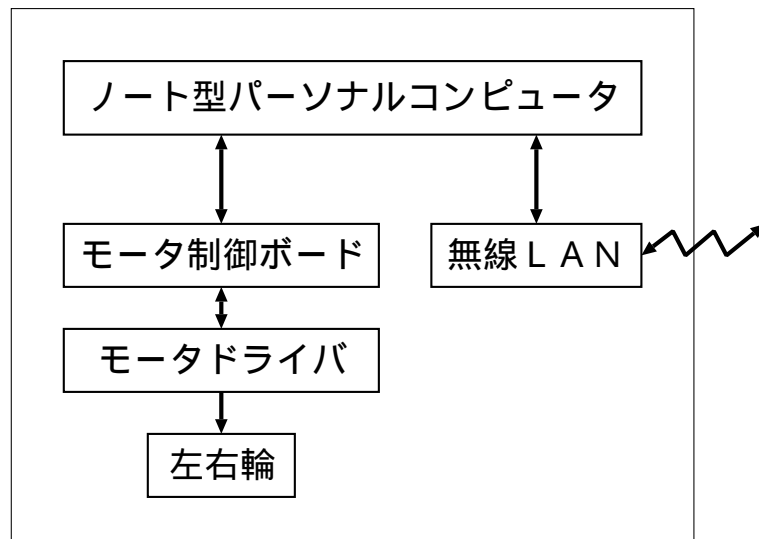 ノート型パーソナルコンピュータ
モータ制御ボード
無線ＬＡＮ
モータドライバ
左右輪